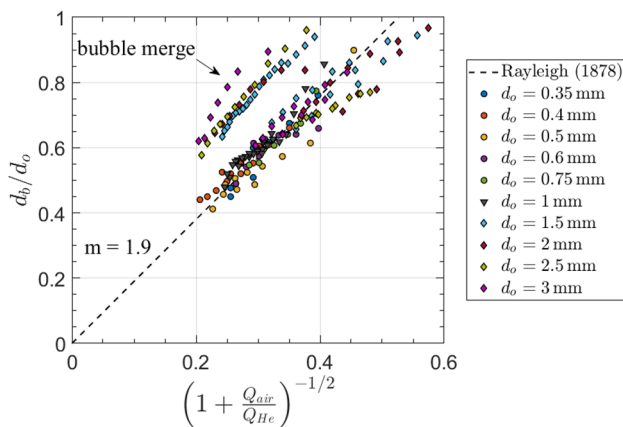 1
0.8
0.6
0.4
0.2
0
0
0.2
0.4
0.6
d_b/d_o
bubble merge
m = 1.9
(1 + Q_air/Q_He)^{-1/2}
Rayleigh (1878)
d_o = 0.35 mm
d_o = 0.4 mm
d_o = 0.5 mm
d_o = 0.6 mm
d_o = 0.75 mm
d_o = 1 mm
d_o = 1.5 mm
d_o = 2 mm
d_o = 2.5 mm
d_o = 3 mm